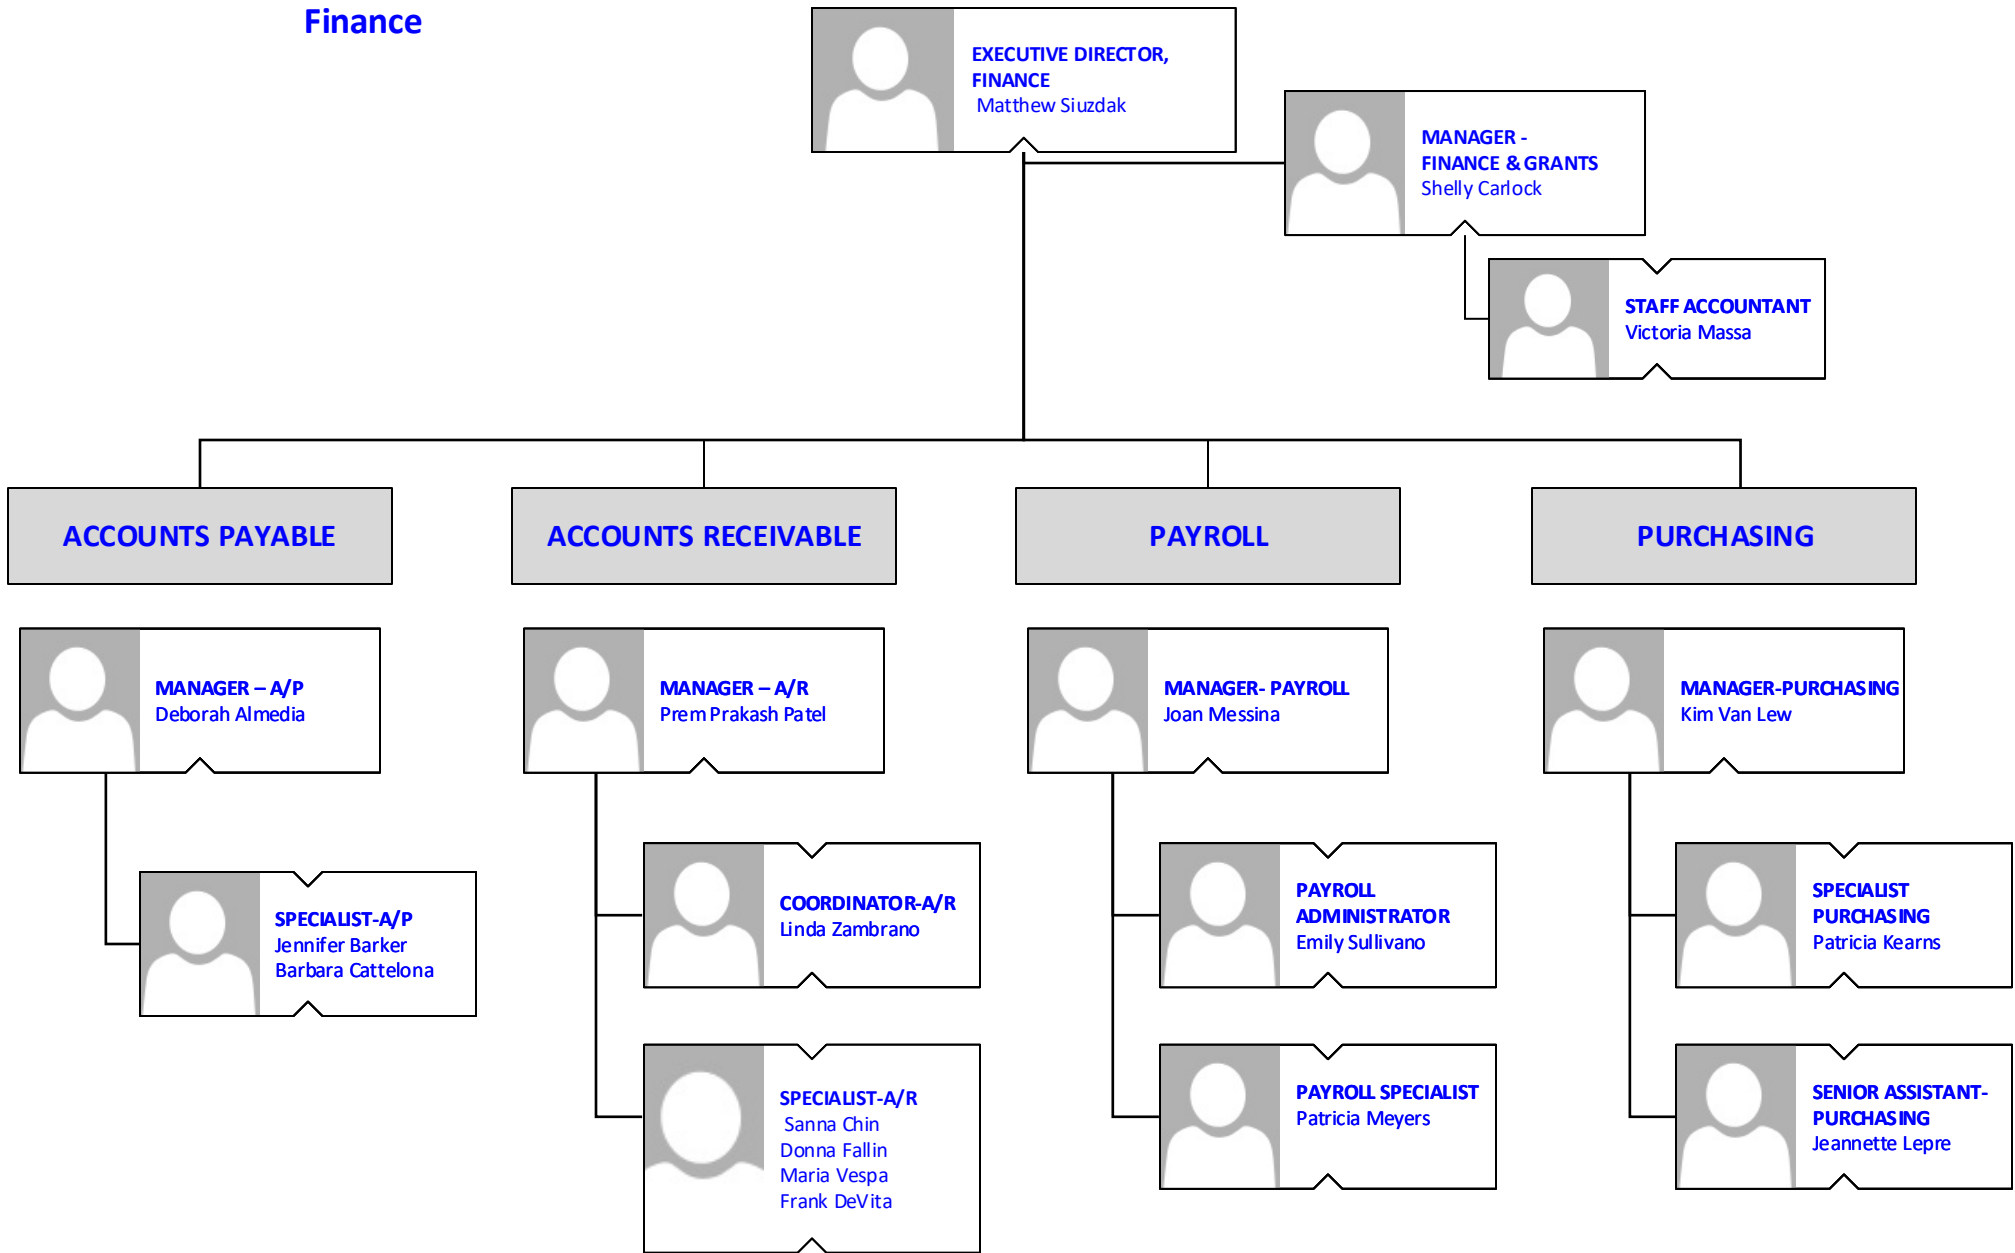 Finance
EXECUTIVE DIRECTOR,
FINANCE
Matthew Siuzdak
MANAGER -
FINANCE & GRANTS
Shelly Carlock
STAFF ACCOUNTANT
Victoria Massa
ACCOUNTS PAYABLE
ACCOUNTS RECEIVABLE
PAYROLL
PURCHASING
MANAGER – A/P
Deborah Almedia
MANAGER – A/R
Prem Prakash Patel
MANAGER- PAYROLL
Joan Messina
MANAGER-PURCHASING
Kim Van Lew
SPECIALIST-A/P
Jennifer Barker
Barbara Cattelona
COORDINATOR-A/R
Linda Zambrano
PAYROLL
ADMINISTRATOR
Emily Sullivano
SPECIALIST
PURCHASING
Patricia Kearns
SPECIALIST-A/R
Sanna Chin
Donna Fallin
Maria Vespa
Frank DeVita
PAYROLL SPECIALIST
Patricia Meyers
SENIOR ASSISTANT-
PURCHASING
Jeannette Lepre